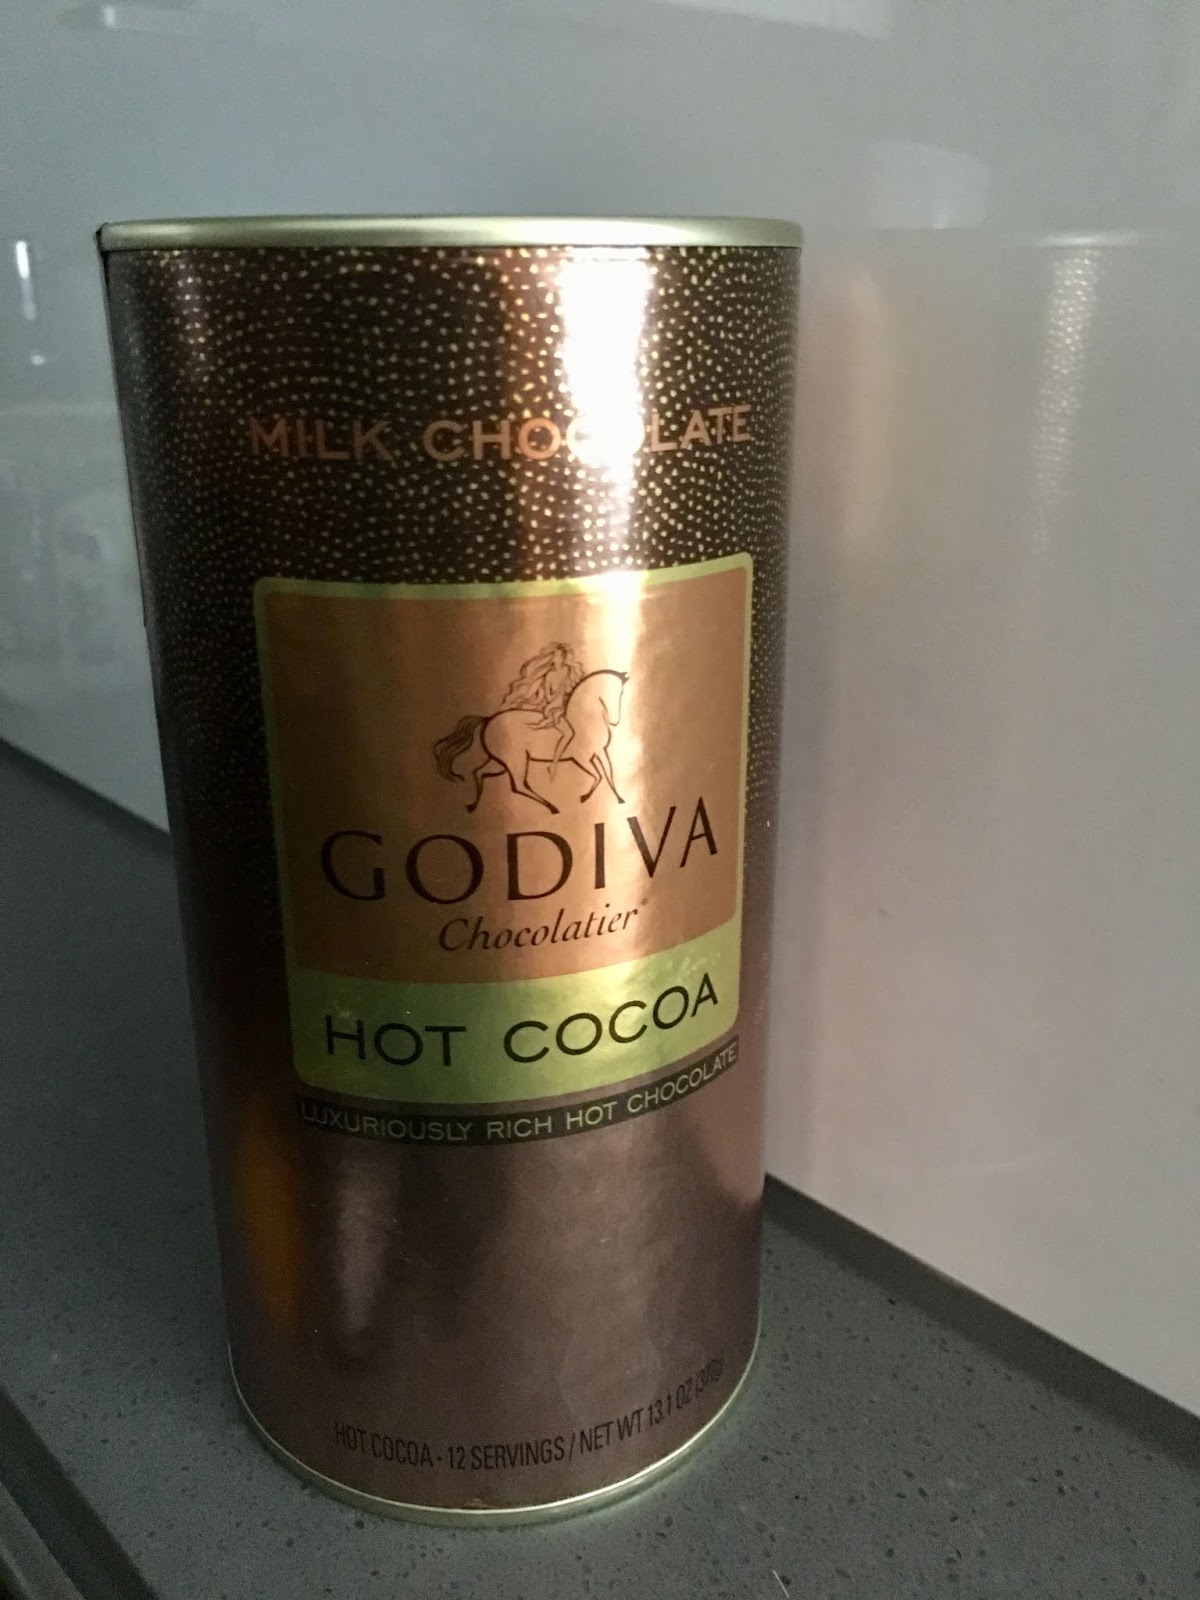 MILK CHOCOLATE
GODIVA
Chocolatier®
HOT COCOA
LUXURIOUSLY RICH HOT CHOCOLATE
HOT COCOA - 12 SERVINGS / NET WT 13.1 OZ